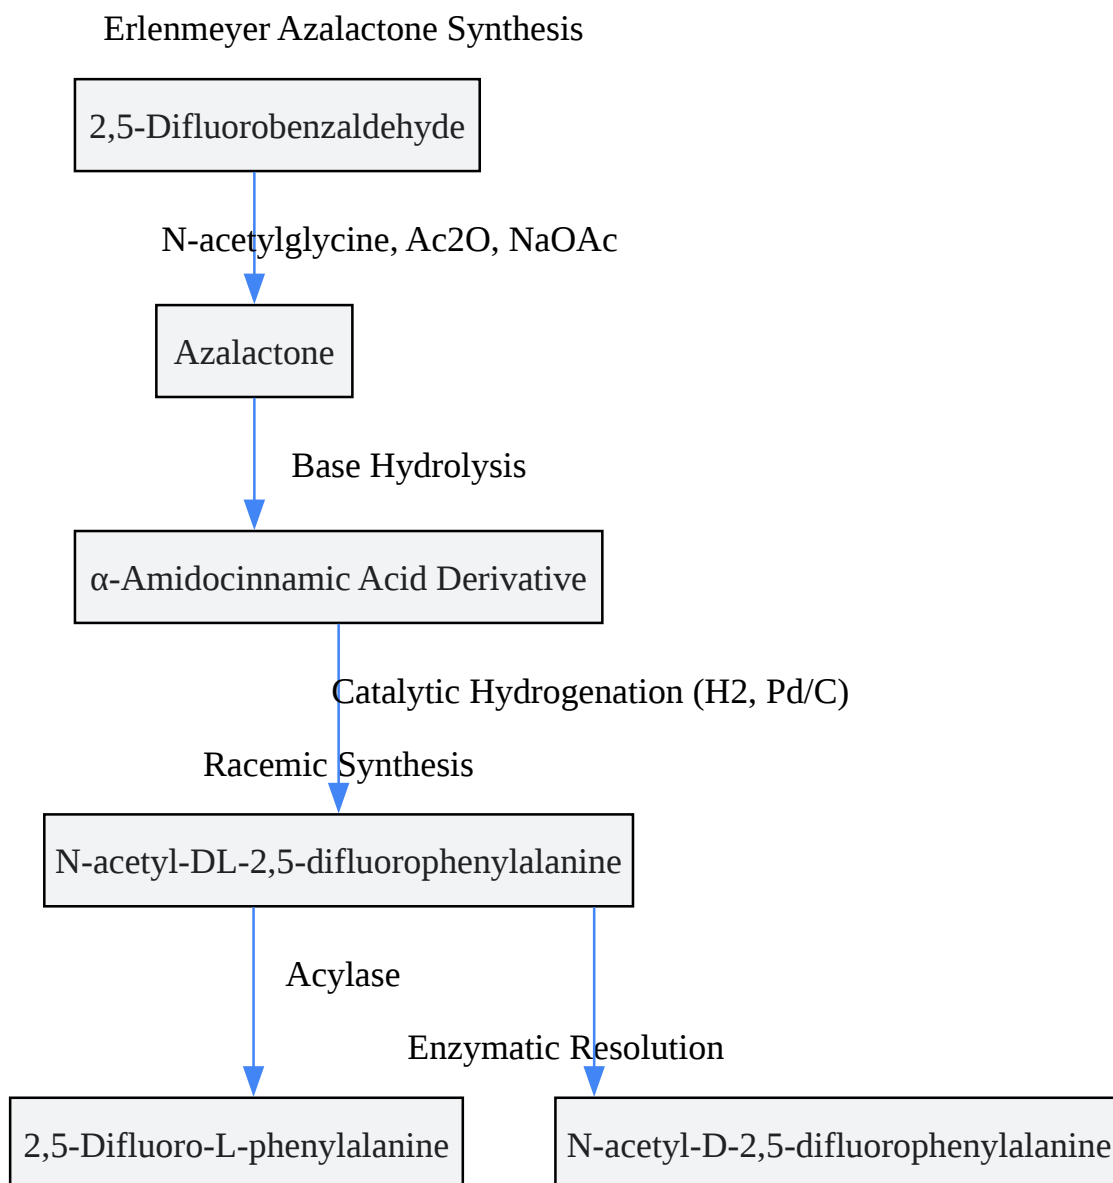 Erlenmeyer Azalactone Synthesis
2,5-Difluorobenzaldehyde
N-acetylglycine, Ac2O, NaOAc
Azalactone
Base Hydrolysis
α-Amidocinnamic Acid Derivative
Catalytic Hydrogenation (H2, Pd/C)
Racemic Synthesis
N-acetyl-DL-2,5-difluorophenylalanine
Acylase
Enzymatic Resolution
2,5-Difluoro-L-phenylalanine
N-acetyl-D-2,5-difluorophenylalanine